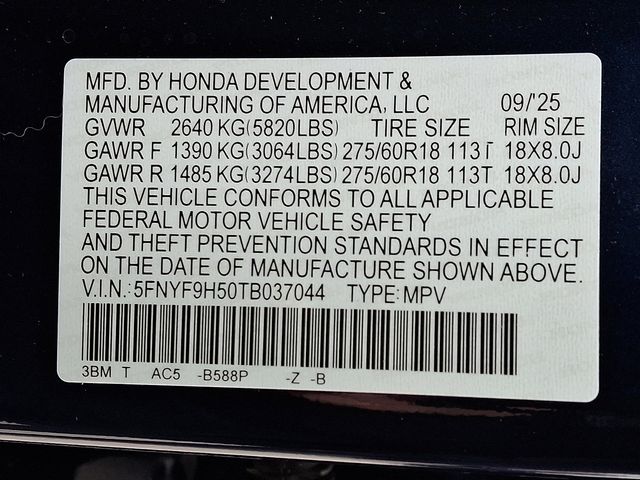 MFD. BY HONDA DEVELOPMENT &
MANUFACTURING OF AMERICA, LLC 09/'25
GVWR 2640 KG(5820LBS) TIRE SIZE RIM SIZE
GAWR F 1390 KG(3064LBS) 275/60R18 113T 18X8.0J
GAWR R 1485 KG(3274LBS) 275/60R18 113T 18X8.0J
THIS VEHICLE CONFORMS TO ALL APPLICABLE
FEDERAL MOTOR VEHICLE SAFETY
AND THEFT PREVENTION STANDARDS IN EFFECT
ON THE DATE OF MANUFACTURE SHOWN ABOVE.
V.I.N.: 5FNYF9H50TB037044 TYPE: MPV
3BM T AC5 -B588P -Z -B